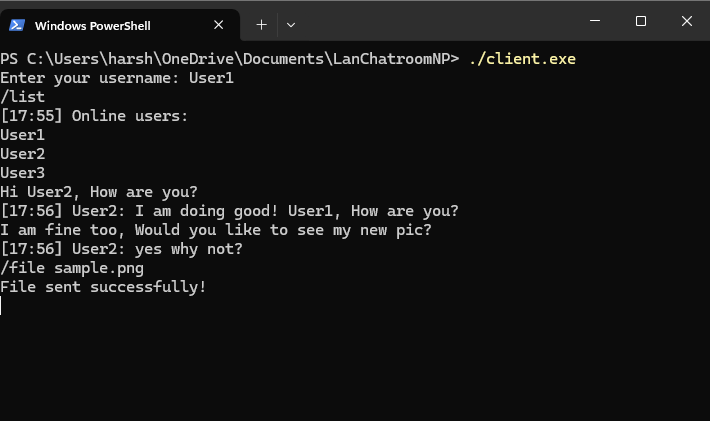 Windows PowerShell
PS C:\Users\harsh\OneDrive\Documents\LanChatroomNP> ./client.exe
Enter your username: User1
/list
[17:55] Online users:
User1
User2
User3
Hi User2, How are you?
[17:56] User2: I am doing good! User1, How are you?
I am fine too, Would you like to see my new pic?
[17:56] User2: yes why not?
/file sample.png
File sent successfully!